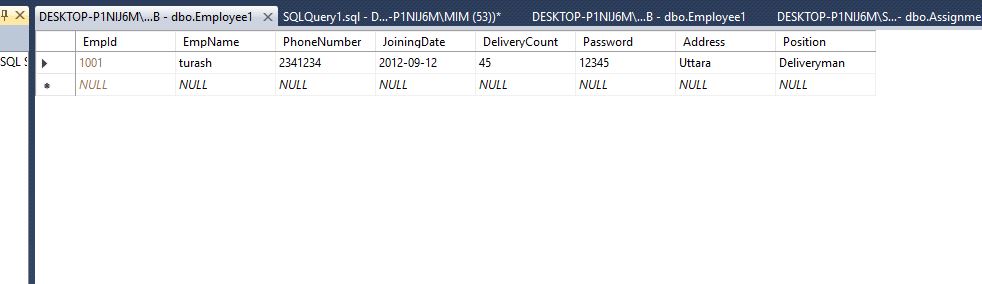 DESKTOP-P1NIJ6M\...B - dbo.Employee1 SQLQuery1.sql - D...-P1NIJ6M\MIM (53))* DESKTOP-P1NIJ6M\...B - dbo.Employee1 DESKTOP-P1NIJ6M\S...- dbo.Assignme
EmpId EmpName PhoneNumber JoiningDate DeliveryCount Password Address Position
SQL S 1001 turash 2341234 2012-09-12 45 12345 Uttara Deliveryman
NULL NULL NULL NULL NULL NULL NULL NULL